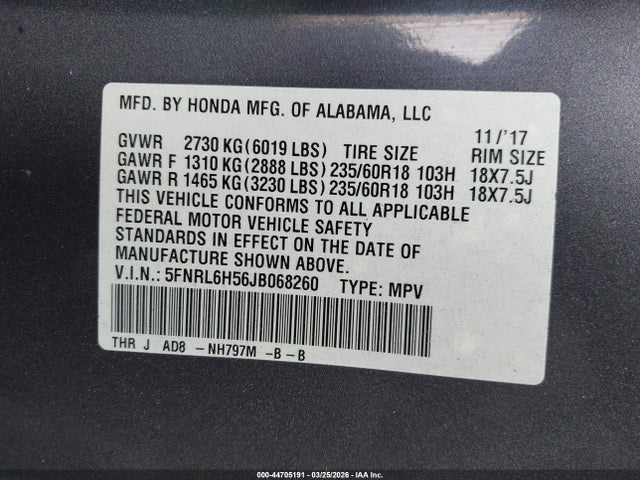 MFD. BY HONDA MFG. OF ALABAMA, LLC
11/'17
GVWR 2730 KG(6019 LBS) TIRE SIZE RIM SIZE
GAWR F 1310 KG(2888 LBS)235/60R18 103H 18X7.5J
GAWR R 1465 KG(3230 LBS)235/60R18 103H 18X7.5J
THIS VEHICLE CONFORMS TO ALL APPLICABLE
FEDERAL MOTOR VEHICLE SAFETY
STANDARDS IN EFFECT ON THE DATE OF
MANUFACTURE SHOWN ABOVE.
V.I.N.: 5FNRL6H56JB068260 TYPE: MPV
THR J AD8 - NH797M -B-B
000-44705191 - 03/25/2026 - IAA Inc.